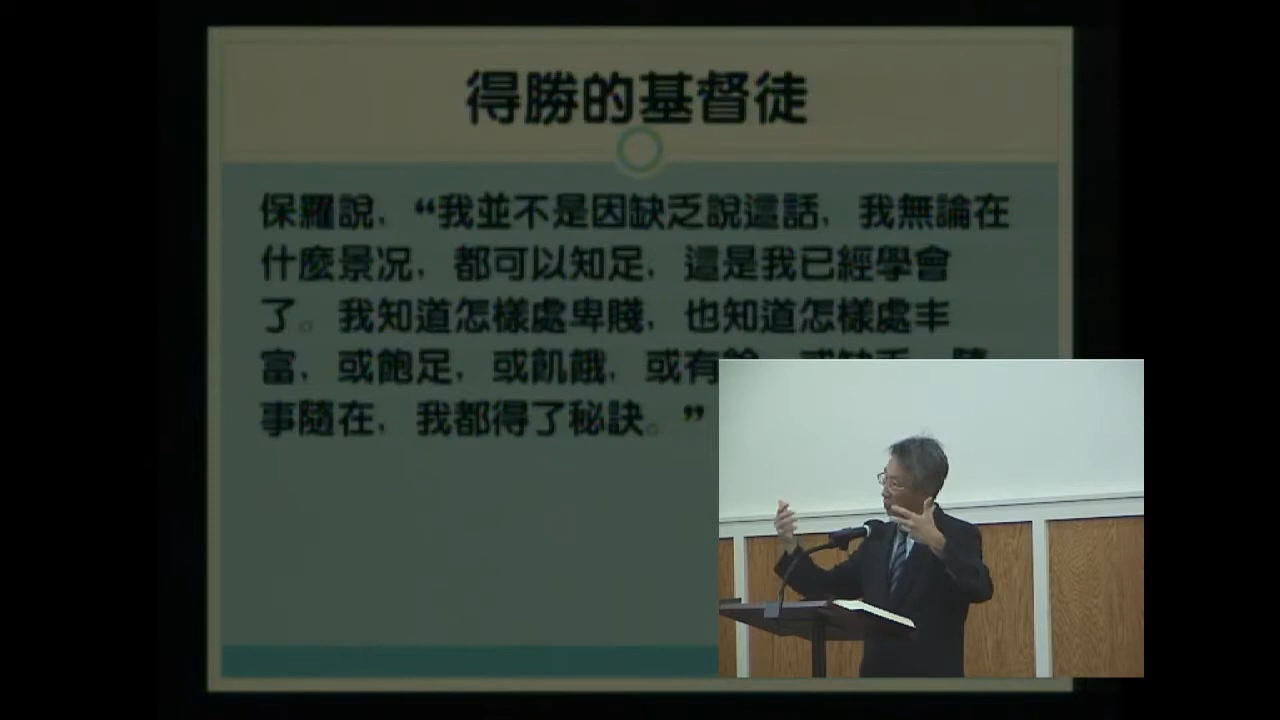 得勝的基督徒
保羅說，“我並不是因缺乏說這話，我無論在
什麼景況，都可以知足，這是我已經學會
了。我知道怎樣處卑賤，也知道怎樣處丰
富，或飽足，或飢餓，或有
事隨在，我都得了秘訣。”